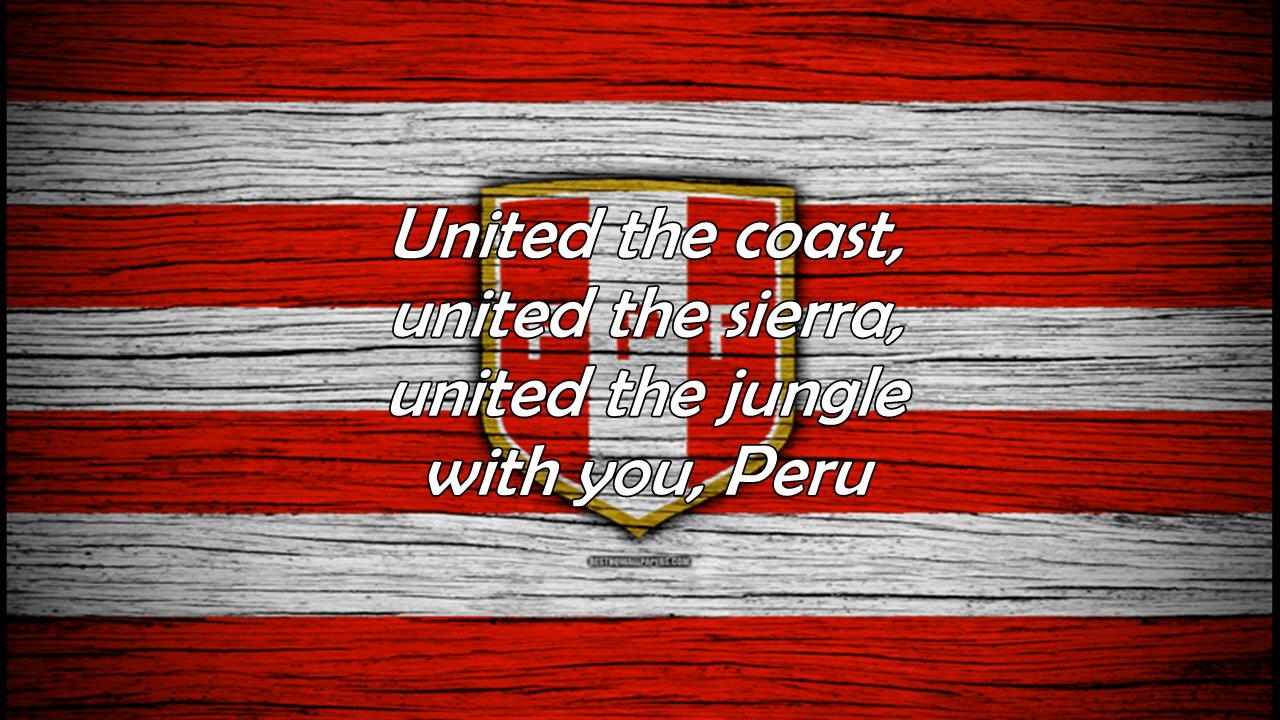 United the coast,
united the sierra,
united the jungle
with you, Peru